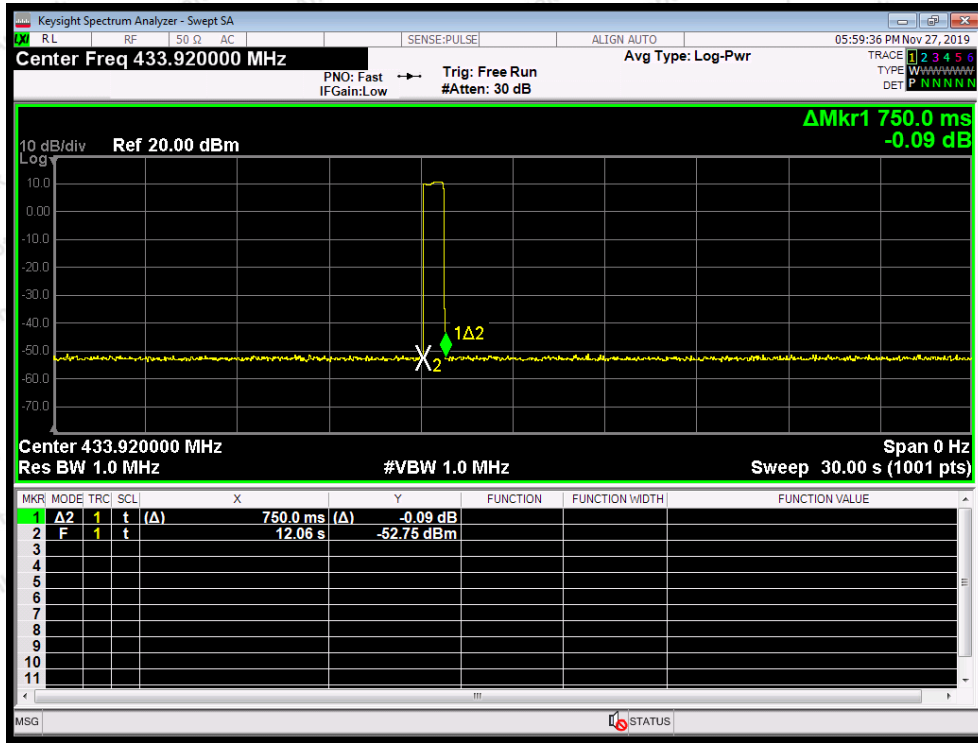 Keysight Spectrum Analyzer - Swept SA
LXI RL RF 50 Ω AC SENSE:PULSE ALIGN AUTO 05:59:36 PM Nov 27, 2019
Center Freq 433.920000 MHz
PNO: Fast
IFGain:Low
Trig: Free Run
#Atten: 30 dB
Avg Type: Log-Pwr
TRACE 1 2 3 4 5 6
TYPE W
DET P N N N N N
ΔMkr1 750.0 ms
-0.09 dB
10 dB/div Ref 20.00 dBm
Log
10.0
0.00
-10.0
-20.0
-30.0
-40.0
-50.0
-60.0
-70.0
1Δ2
2
Center 433.920000 MHz Span 0 Hz
Res BW 1.0 MHz #VBW 1.0 MHz Sweep 30.00 s (1001 pts)
MKR MODE TRC SCL X Y FUNCTION FUNCTION WIDTH FUNCTION VALUE
1 Δ2 1 t (Δ) 750.0 ms (Δ) -0.09 dB
2 F 1 t 12.06 s -52.75 dBm
3
4
5
6
7
8
9
10
11
MSG STATUS